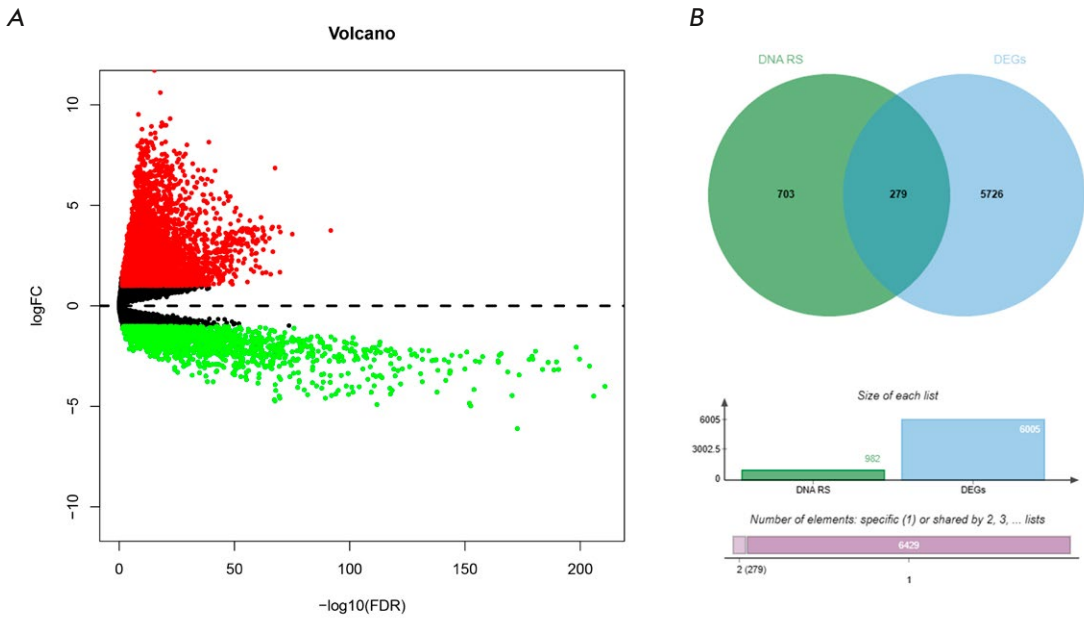 A
Volcano
10
5
0
−5
−10
logFC
0
50
100
150
200
−log10(FDR)
B
DNA RS
DEGs
703
279
5726
Size of each list
6005
3002.5
0
982
6005
DNA RS
DEGs
Number of elements: specific (1) or shared by 2, 3, ... lists
6429
2 (279)
1